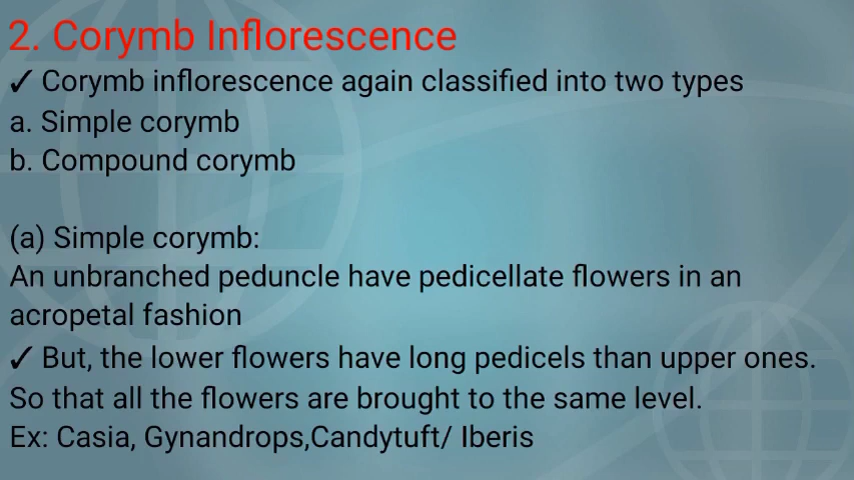 2. Corymb Inflorescence
✓ Corymb inflorescence again classified into two types
a. Simple corymb
b. Compound corymb
(a) Simple corymb:
An unbranched peduncle have pedicellate flowers in an
acropetal fashion
✓ But, the lower flowers have long pedicels than upper ones.
So that all the flowers are brought to the same level.
Ex: Casia, Gynandrops,Candytuft/ Iberis